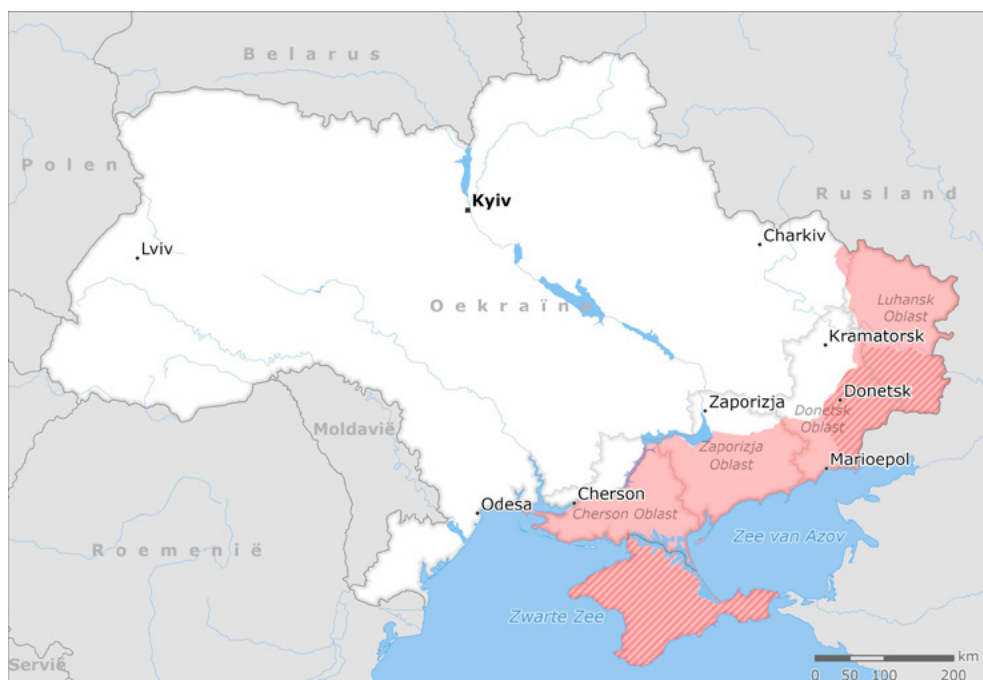 Belarus
Polen
Rusland
Kyiv
Charkiv
Lviv
Luhansk
Oblast
Oekraïne
Kramatorsk
Donetsk
Zaporizja
Donetsk
Oblast
Moldavië
Zaporizja
Oblast
Marioepol
Cherson
Odesa
Cherson Oblast
Zee van Azov
Roemenië
Zwarte Zee
Servië
km
0 50 100 200